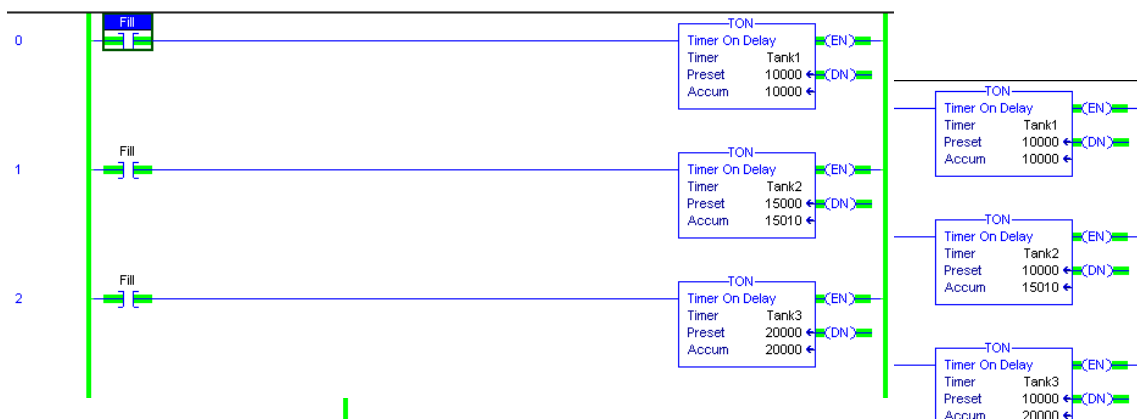 Fill
0
TON
Timer On Delay (EN)
Timer Tank1
Preset 10000 (DN)
Accum 10000
Fill
1
TON
Timer On Delay (EN)
Timer Tank2
Preset 15000 (DN)
Accum 15010
Fill
2
TON
Timer On Delay (EN)
Timer Tank3
Preset 20000 (DN)
Accum 20000
TON
Timer On Delay (EN)
Timer Tank1
Preset 10000 (DN)
Accum 10000
TON
Timer On Delay (EN)
Timer Tank2
Preset 10000 (DN)
Accum 15010
TON
Timer On Delay (EN)
Timer Tank3
Preset 10000 (DN)
Accum 20000